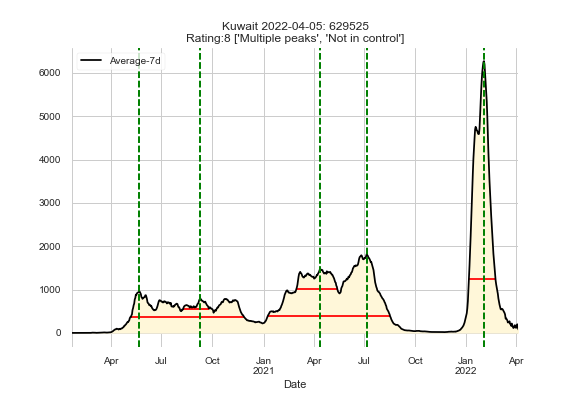 Kuwait 2022-04-05: 629525
Rating:8 ['Multiple peaks', 'Not in control']
Average-7d
6000
5000
4000
3000
2000
1000
0
Apr Jul Oct Jan Apr Jul Oct Jan Apr
2021 2022
Date